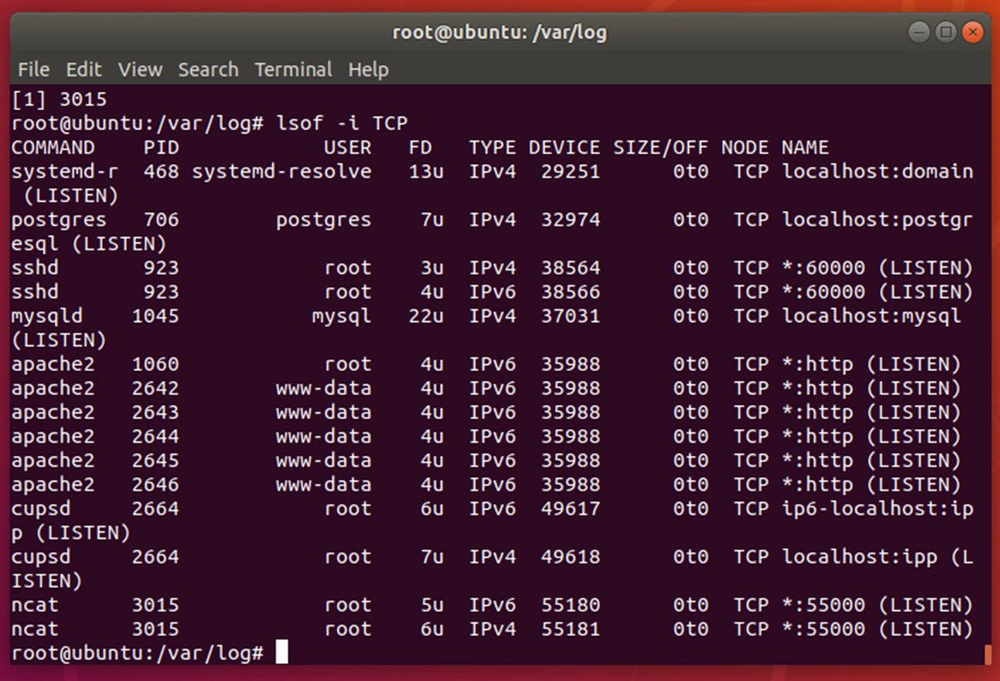 root@ubuntu: /var/log
File Edit View Search Terminal Help
[1] 3015
root@ubuntu:/var/log# lsof -i TCP
COMMAND    PID            USER   FD   TYPE DEVICE SIZE/OFF NODE NAME
systemd-r  468 systemd-resolve   13u  IPv4  29251      0t0  TCP localhost:domain
 (LISTEN)
postgres   706        postgres    7u  IPv4  32974      0t0  TCP localhost:postgr
esql (LISTEN)
sshd       923            root    3u  IPv4  38564      0t0  TCP *:60000 (LISTEN)
sshd       923            root    4u  IPv6  38566      0t0  TCP *:60000 (LISTEN)
mysqld    1045           mysql   22u  IPv4  37031      0t0  TCP localhost:mysql
(LISTEN)
apache2   1060            root    4u  IPv6  35988      0t0  TCP *:http (LISTEN)
apache2   2642        www-data    4u  IPv6  35988      0t0  TCP *:http (LISTEN)
apache2   2643        www-data    4u  IPv6  35988      0t0  TCP *:http (LISTEN)
apache2   2644        www-data    4u  IPv6  35988      0t0  TCP *:http (LISTEN)
apache2   2645        www-data    4u  IPv6  35988      0t0  TCP *:http (LISTEN)
apache2   2646        www-data    4u  IPv6  35988      0t0  TCP *:http (LISTEN)
cupsd     2664            root    6u  IPv6  49617      0t0  TCP ip6-localhost:ip
p (LISTEN)
cupsd     2664            root    7u  IPv4  49618      0t0  TCP localhost:ipp (L
ISTEN)
ncat      3015            root    5u  IPv6  55180      0t0  TCP *:55000 (LISTEN)
ncat      3015            root    6u  IPv4  55181      0t0  TCP *:55000 (LISTEN)
root@ubuntu:/var/log#